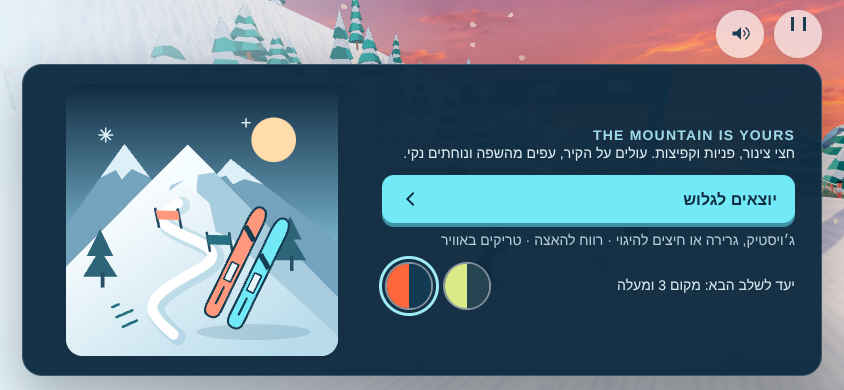 THE MOUNTAIN IS YOURS
חצי צינור, פניות וקפיצות. עולים על הקיר, עפים מהשפה ונוחתים נקי.
יוצאים לגלוש
ג׳ויסטיק, גרירה או חיצים להיגוי · רווח להאצה · טריקים באוויר
יעד לשלב הבא: מקום 3 ומעלה